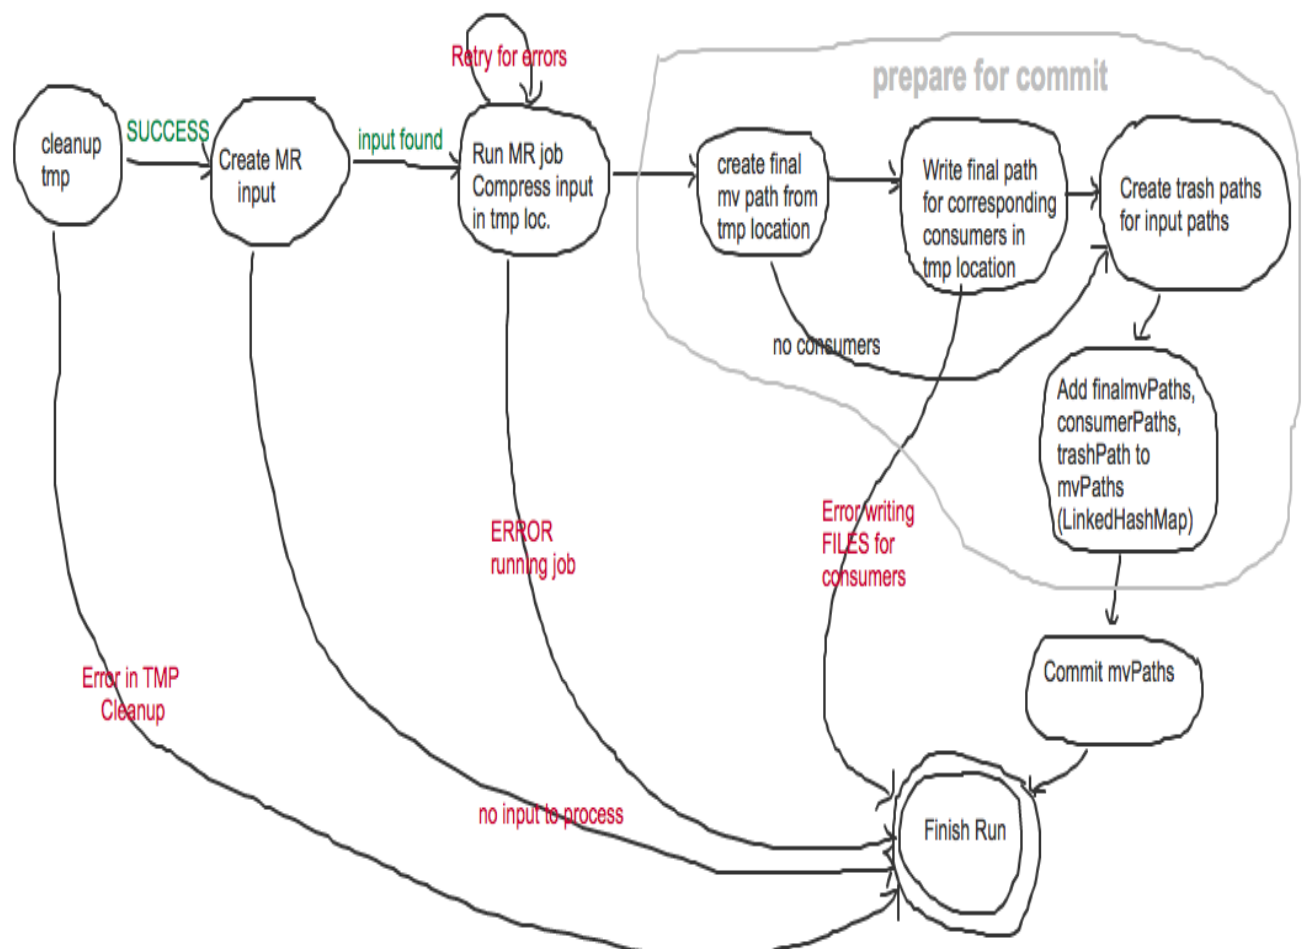 Retry for errors
prepare for commit
cleanup
tmp
SUCCESS
Create MR
input
input found
Run MR job
Compress input
in tmp loc.
create final
mv path from
tmp location
Write final path
for corresponding
consumers in
tmp location
Create trash paths
for input paths
no consumers
Add finalmvPaths,
consumerPaths,
trashPath to
mvPaths
(LinkedHashMap)
ERROR
running job
Error writing
FILES for
consumers
Error in TMP
Cleanup
Commit mvPaths
no input to process
Finish Run